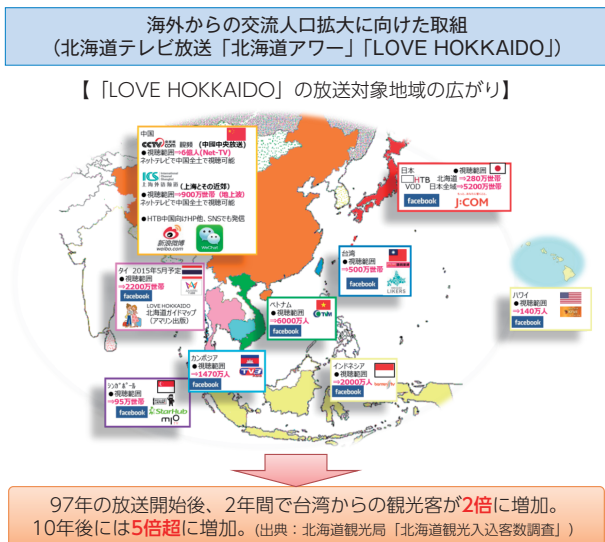 海外からの交流人口拡大に向けた取組
(北海道テレビ放送「北海道アワー」「LOVE HOKKAIDO」)
【「LOVE HOKKAIDO」の放送対象地域の広がり】
中国
CCTV 視頻 (中國中央放送)
●視聴範囲⇒6億人(Net-TV)
ネットテレビで中国全土で視聴可能
ICS (上海とその近郊)
●視聴範囲⇒900万世帯(地上波)
ネットテレビで中国全土で視聴可能
●HTB中国向けHP他、SNSでも発信
新浪微博
weibo.com
WeChat
日本 ●視聴範囲
HTB 北海道⇒280万世帯
VOD 日本全域⇒5200万世帯
facebook J:COM
台湾
●視聴範囲
⇒500万世帯
facebook
LIKERS
ハワイ
●視聴範囲
⇒140万人
facebook
タイ 2015年5月予定
●視聴範囲
⇒2200万世帯
facebook
LOVE HOKKAIDO
北海道ガイドマップ
(アマリン出版)
ベトナム
●視聴範囲
⇒6000万人
facebook
カンボジア
●視聴範囲
⇒1470万人
facebook
インドネシア
●視聴範囲
⇒2000万人
facebook
シンガポール
●視聴範囲
⇒95万世帯
facebook
StarHub
mio
97年の放送開始後、2年間で台湾からの観光客が2倍に増加。
10年後には5倍超に増加。(出典：北海道観光局「北海道観光入込客数調査」)